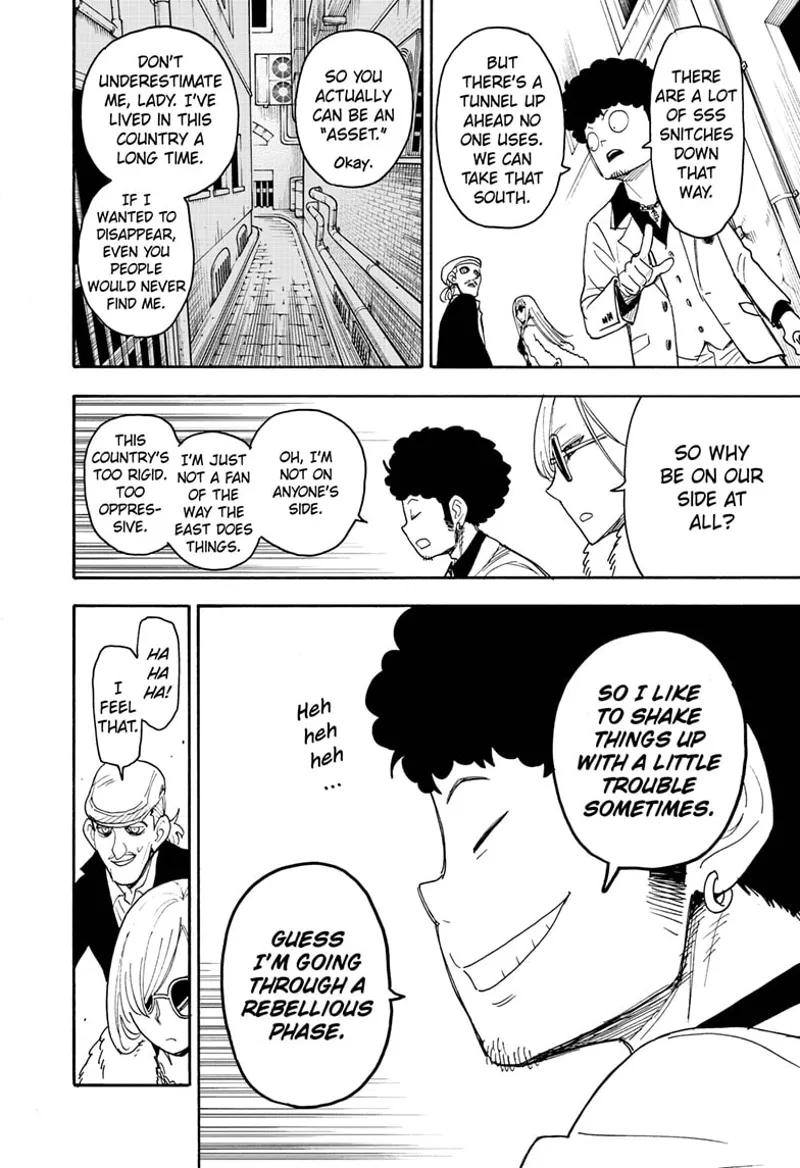 THERE
ARE A LOT
OF SSS
SNITCHES
DOWN
THAT
WAY.
BUT
THERE'S A
TUNNEL UP
AHEAD NO
ONE USES.
WE CAN
TAKE THAT
SOUTH.
SO YOU
ACTUALLY
CAN BE AN
"ASSET."
Okay.
DON'T
UNDERESTIMATE
ME, LADY. I'VE
LIVED IN THIS
COUNTRY A
LONG TIME.
IF I
WANTED TO
DISAPPEAR,
EVEN YOU
PEOPLE
WOULD NEVER
FIND ME.
SO WHY
BE ON OUR
SIDE AT
ALL?
OH, I'M
NOT ON
ANYONE'S
SIDE.
I'M JUST
NOT A FAN
OF THE
WAY THE
EAST DOES
THINGS.
THIS
COUNTRY'S
TOO RIGID.
TOO
OPPRES-
SIVE.
SO I LIKE
TO SHAKE
THINGS UP
WITH A LITTLE
TROUBLE
SOMETIMES.
Heh
heh
heh
...
GUESS
I'M GOING
THROUGH A
REBELLIOUS
PHASE.
HA
HA
HA!
I
FEEL
THAT.